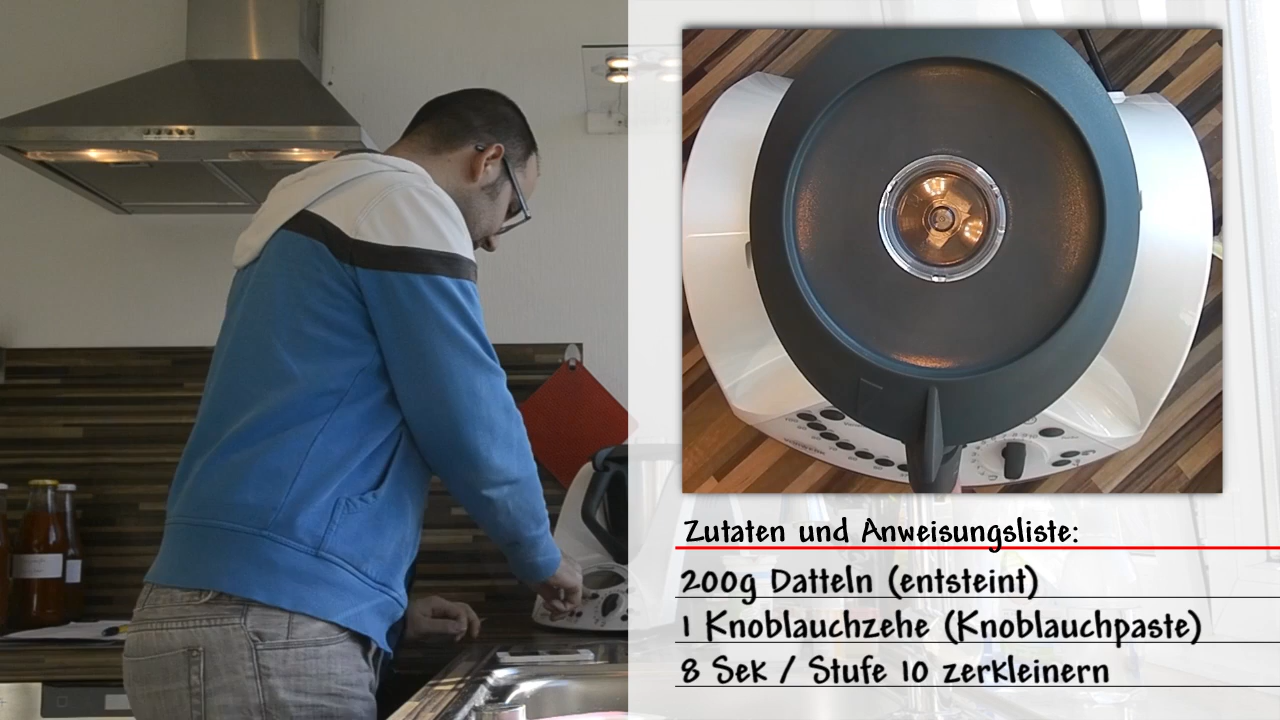 Zutaten und Anweisungsliste:
200g Datteln (entsteint)
1 Knoblauchzehe (Knoblauchpaste)
8 Sek / Stufe 10 zerkleinern